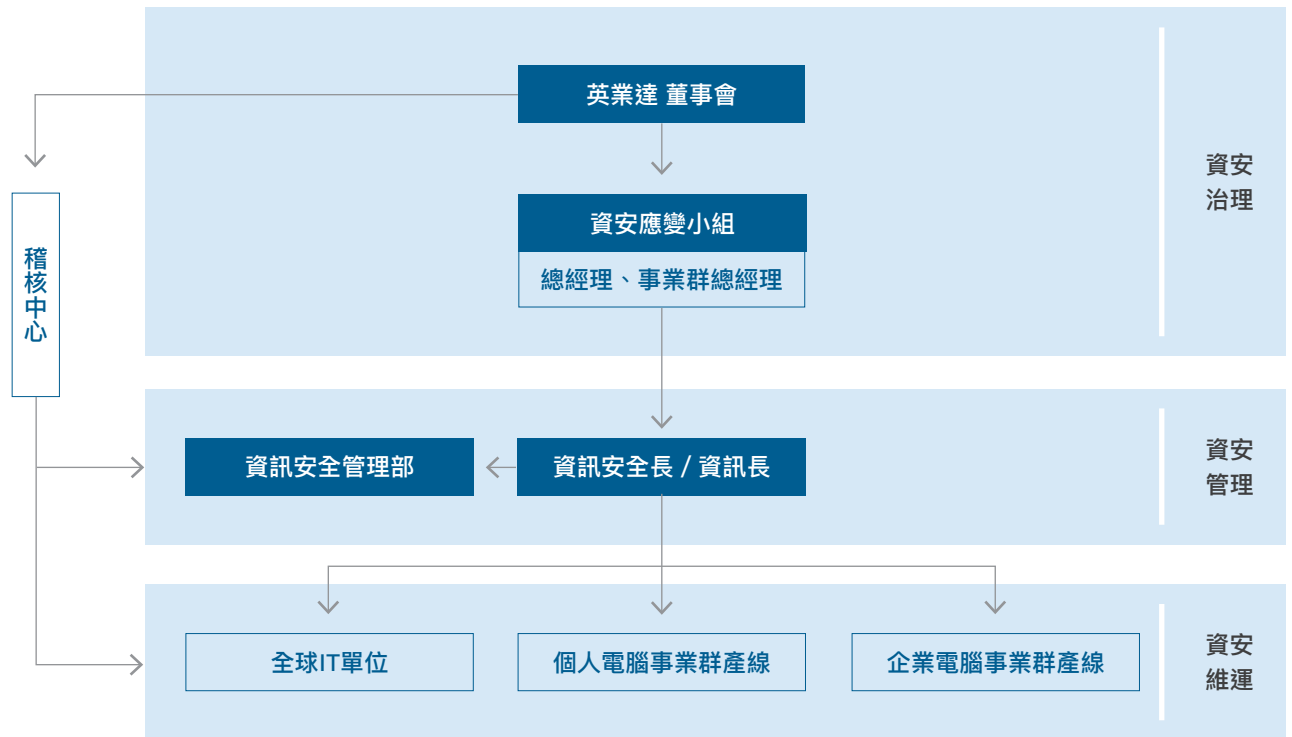 英業達 董事會
資安
治理
資安應變小組
總經理、事業群總經理
稽核中心
資訊安全管理部
資訊安全長 / 資訊長
資安
管理
全球IT單位
個人電腦事業群產線
企業電腦事業群產線
資安
維運